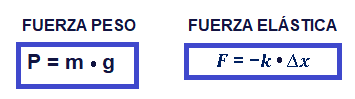 FUERZA PESO
P = m • g
FUERZA ELÁSTICA
F = −k • Δx